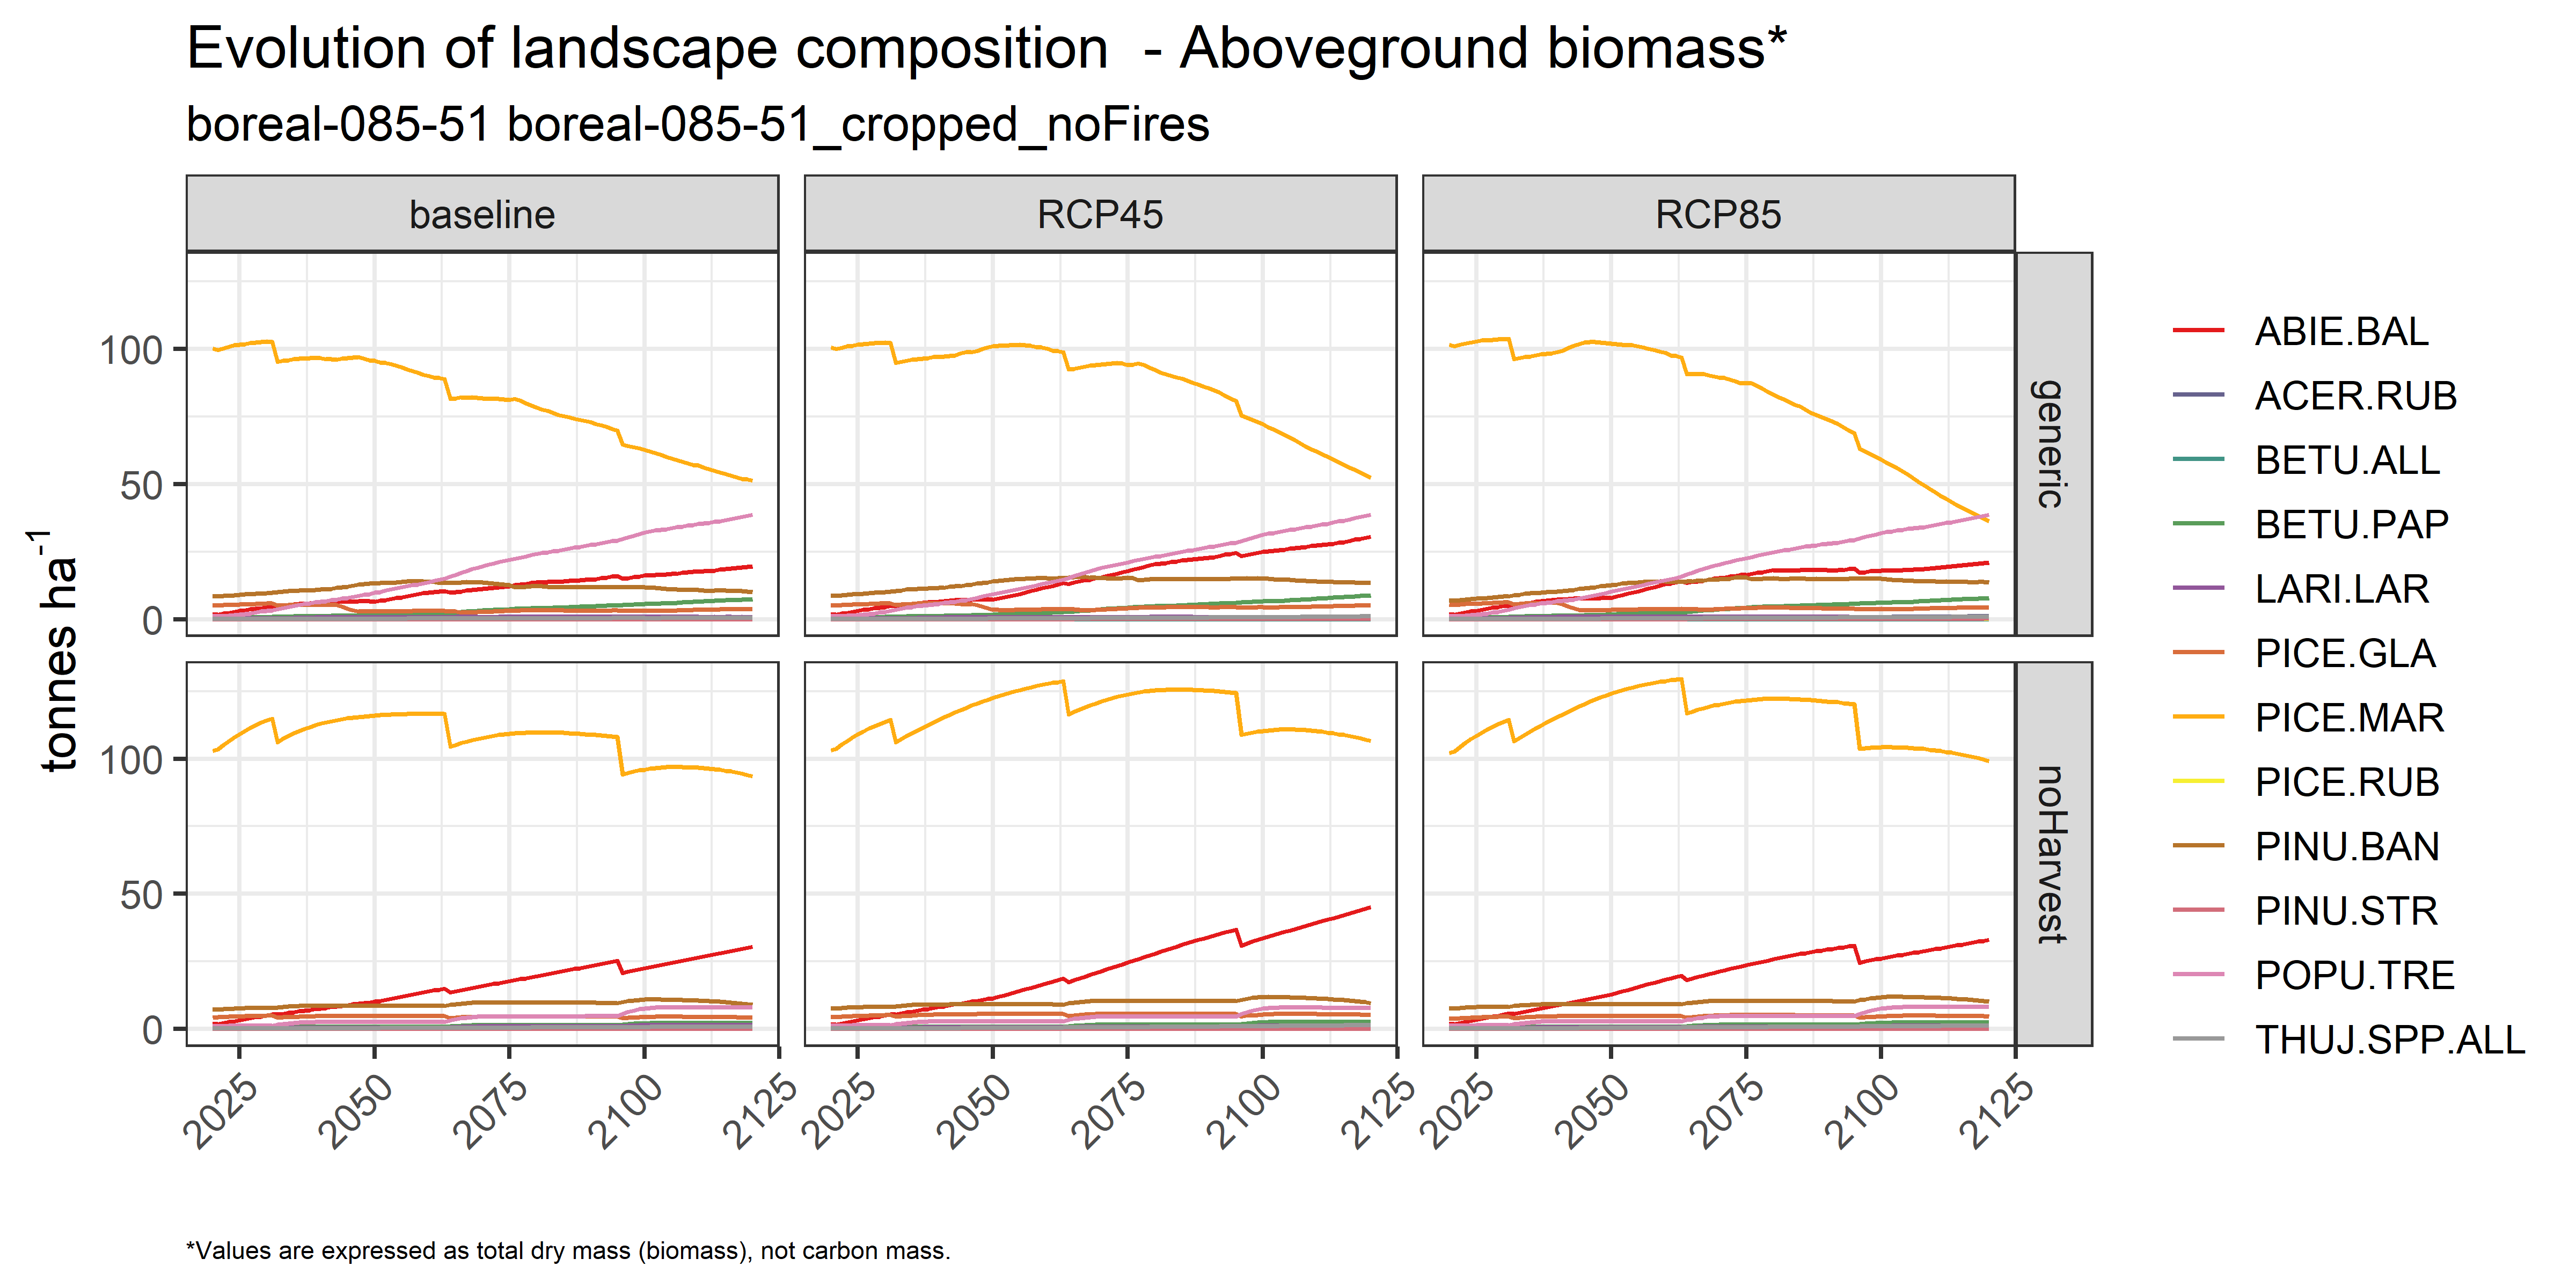 Evolution of landscape composition  - Aboveground biomass*
boreal-085-51 boreal-085-51_cropped_noFires
baseline
RCP45
RCP85
tonnes ha-1
100
50
0
generic
100
50
0
noHarvest
2025
2050
2075
2100
2125
2025
2050
2075
2100
2125
2025
2050
2075
2100
2125
ABIE.BAL
ACER.RUB
BETU.ALL
BETU.PAP
LARI.LAR
PICE.GLA
PICE.MAR
PICE.RUB
PINU.BAN
PINU.STR
POPU.TRE
THUJ.SPP.ALL
*Values are expressed as total dry mass (biomass), not carbon mass.